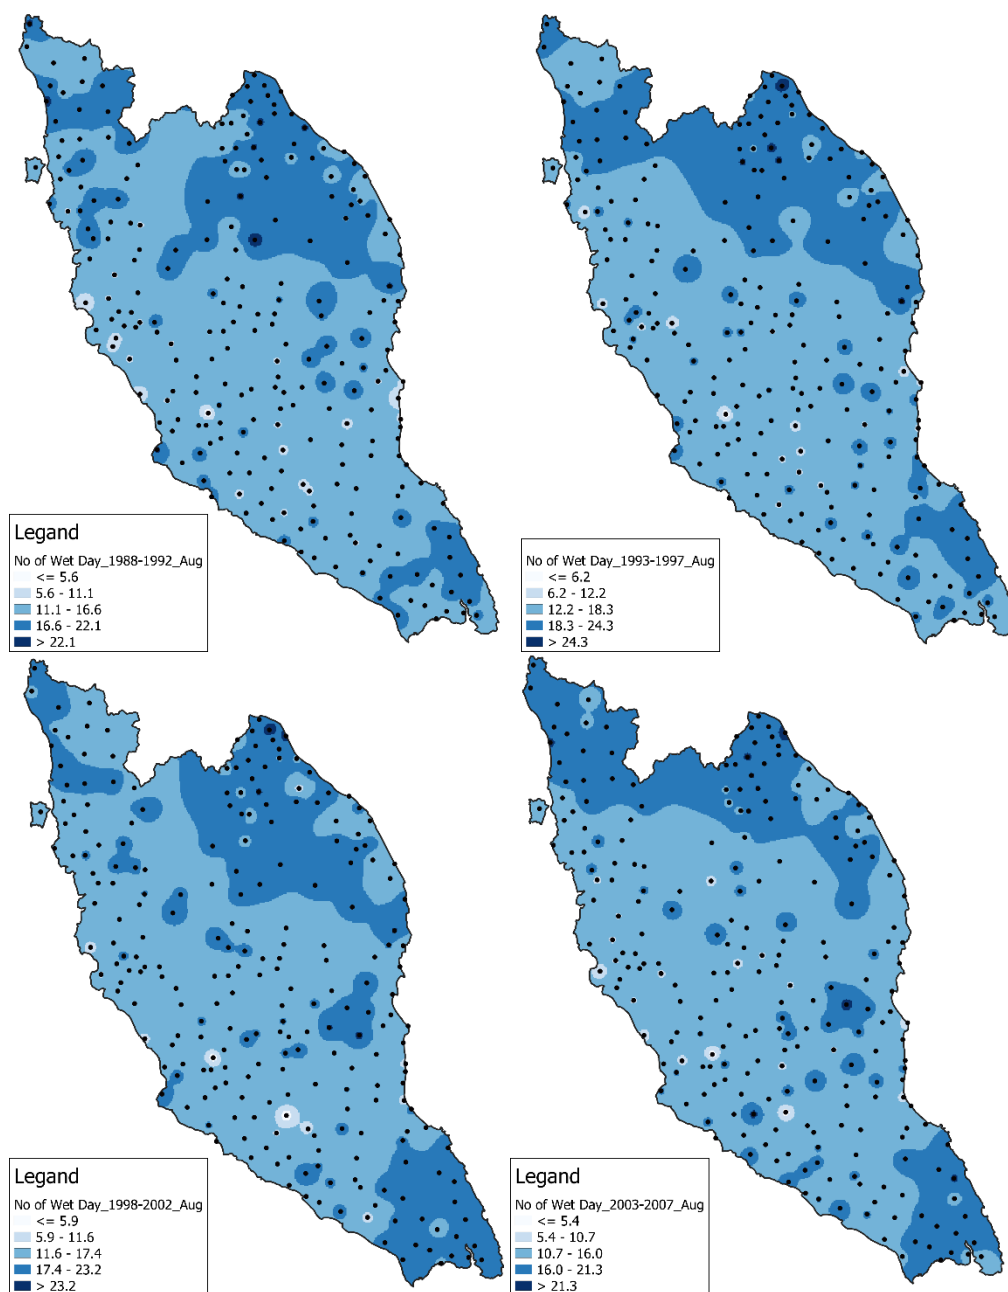 Legand
No of Wet Day_1988-1992_Aug
<= 5.6
5.6 - 11.1
11.1 - 16.6
16.6 - 22.1
> 22.1
No of Wet Day_1993-1997_Aug
<= 6.2
6.2 - 12.2
12.2 - 18.3
18.3 - 24.3
> 24.3
Legand
No of Wet Day_1998-2002_Aug
<= 5.9
5.9 - 11.6
11.6 - 17.4
17.4 - 23.2
> 23.2
Legand
No of Wet Day_2003-2007_Aug
<= 5.4
5.4 - 10.7
10.7 - 16.0
16.0 - 21.3
> 21.3